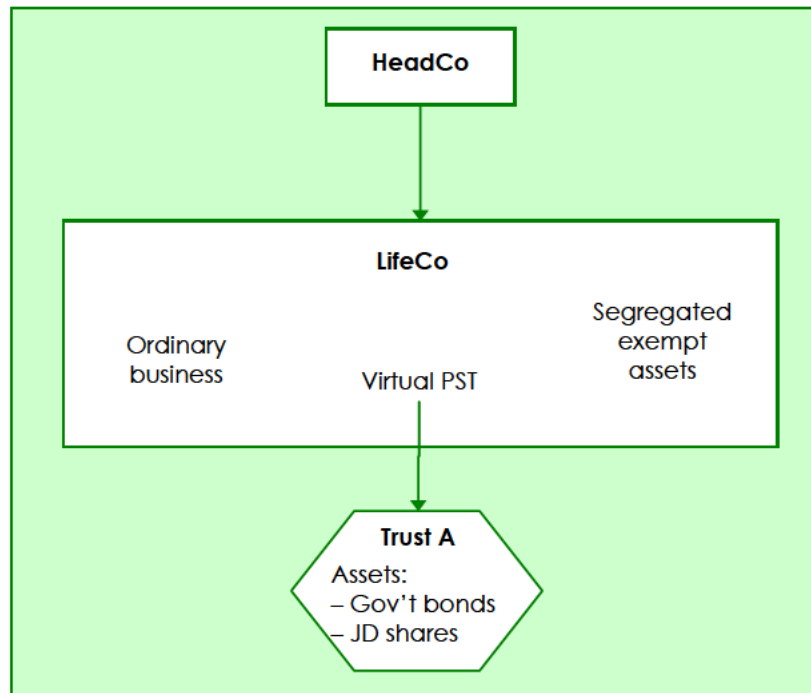 HeadCo
LifeCo
Ordinary
business
Virtual PST
Segregated
exempt
assets
Trust A
Assets:
– Gov’t bonds
– JD shares